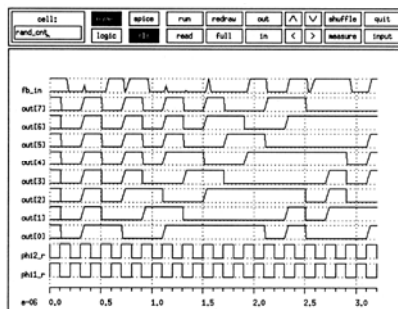 cell: spice run redraw out ∧ ∨ shuffle quit
rand_cnt logic clk read full in < > measure input
fb_in
out[7]
out[6]
out[5]
out[4]
out[3]
out[2]
out[1]
out[0]
phi2_r
phi1_r
e-06 0.0 0.5 1.0 1.5 2.0 2.5 3.0